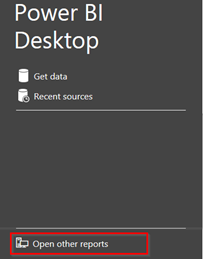 Power BI
Desktop
Get data
Recent sources
Open other reports